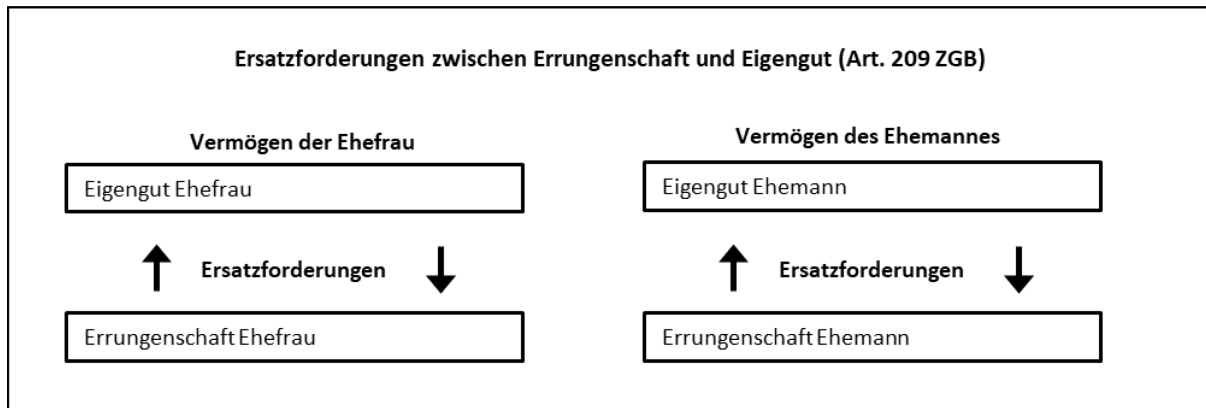 Ersatzforderungen zwischen Errungenschaft und Eigengut (Art. 209 ZGB)
Vermögen der Ehefrau
Eigengut Ehefrau
Ersatzforderungen
Errungenschaft Ehefrau
Vermögen des Ehemannes
Eigengut Ehemann
Ersatzforderungen
Errungenschaft Ehemann